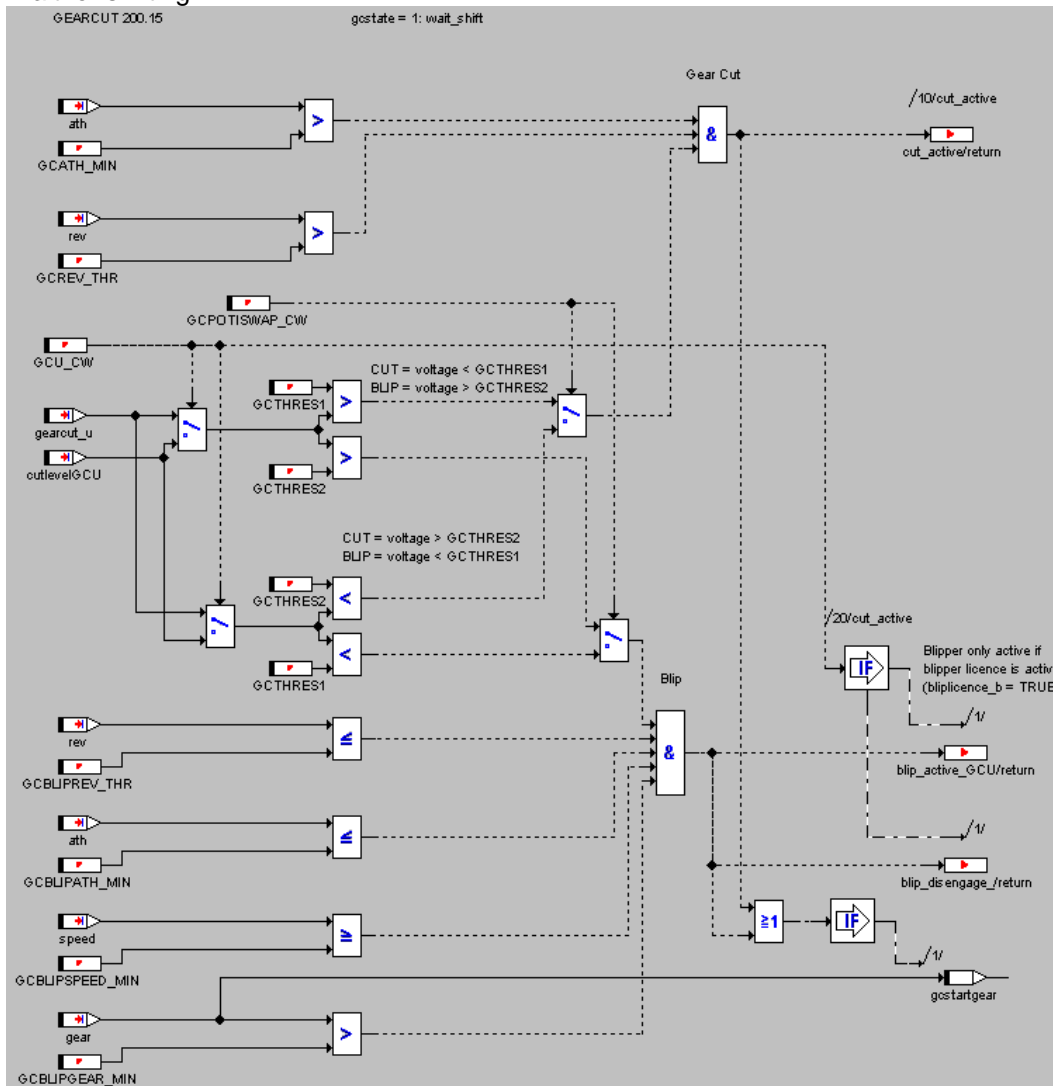 GEARCUT 200.15
gcstate = 1: wait_shift
Gear Cut
ath
>
GCATH_MIN
&
/10/cut_active
cut_active/return
rev
>
GCREV_THR
GCPOTISWAP_CW
GCU_CW
CUT = voltage < GCTHRES1
BLIP = voltage > GCTHRES2
GCTHRES1
>
gearcut_u
cutlevelGCU
>
GCTHRES2
CUT = voltage > GCTHRES2
BLIP = voltage < GCTHRES1
GCTHRES2
<
<
GCTHRES1
/20/cut_active
IF
Blipper only active if
blipper licence is activ
(bliplicence_b = TRUE
/1/
Blip
&
rev
≤
GCBLIPREV_THR
blip_active_GCU/return
ath
≤
GCBLIPATH_MIN
/1/
blip_disengage_/return
speed
≥
GCBLIPSPEED_MIN
≥1
IF
/1/
gcstartgear
gear
>
GCBLIPGEAR_MIN